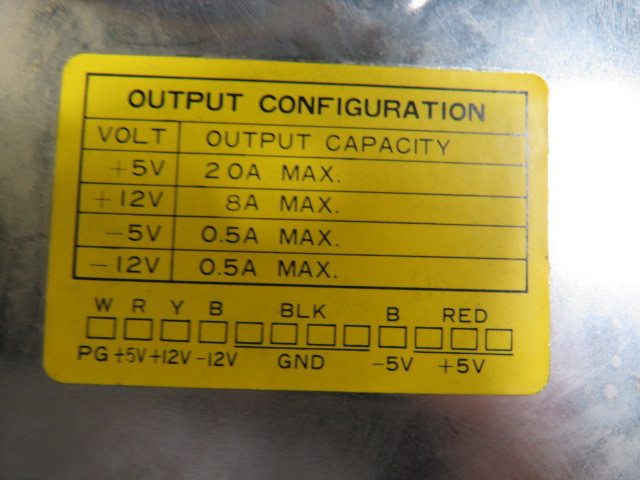 OUTPUT CONFIGURATION
VOLT OUTPUT CAPACITY
+5V 20A MAX.
+12V 8A MAX.
-5V 0.5A MAX.
-12V 0.5A MAX.
W R Y B BLK B RED
PG +5V +12V -12V GND -5V +5V